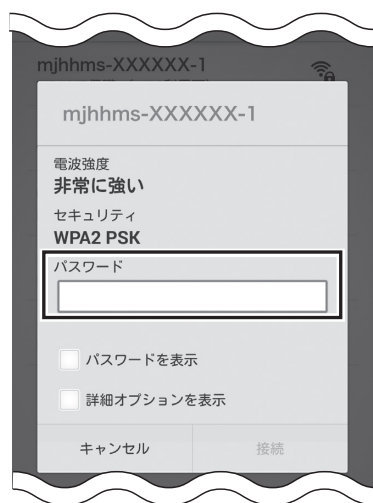 mjhhms-XXXXXX-1
mjhhms-XXXXXX-1
電波強度
非常に強い
セキュリティ
WPA2 PSK
パスワード
パスワードを表示
詳細オプションを表示
キャンセル
接続